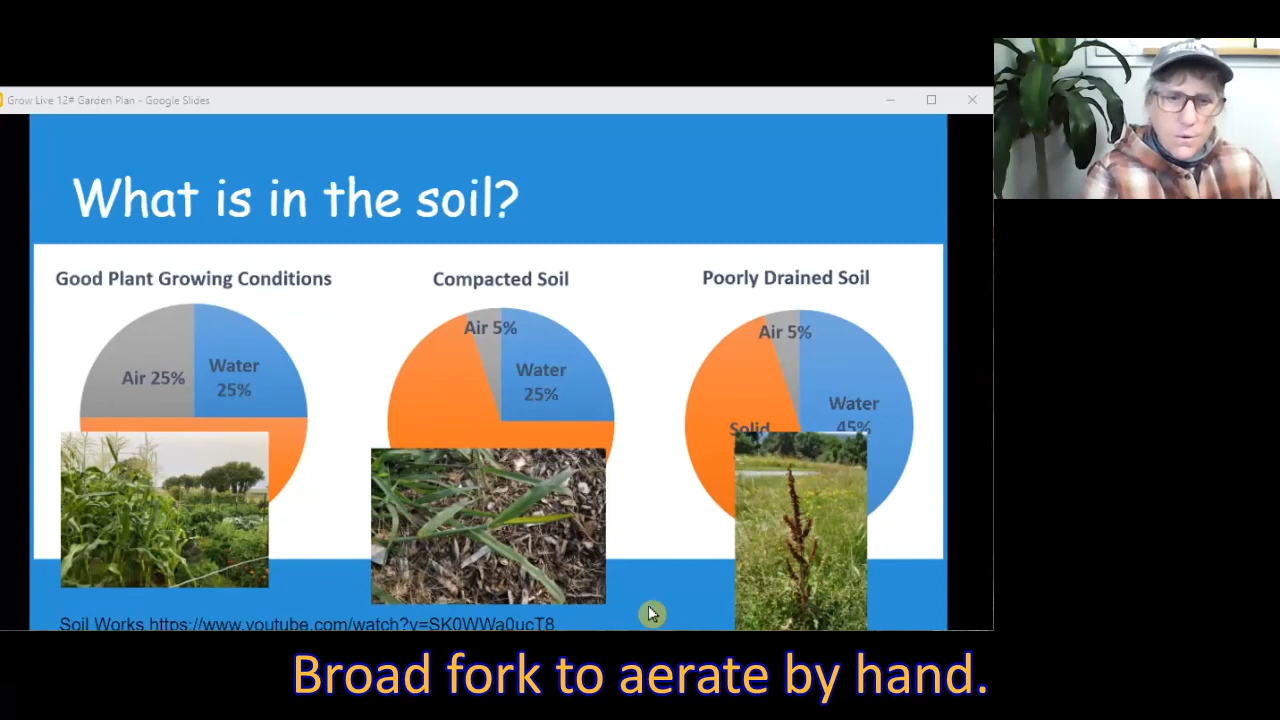 Grow Live 12# Garden Plan - Google Slides
What is in the soil?
Good Plant Growing Conditions
Compacted Soil
Poorly Drained Soil
Air 25%
Water
25%
Air 5%
Water
25%
Air 5%
Water
45%
Solid
Soil Works https://www.youtube.com/watch?v=SK0WWa0ucT8
Broad fork to aerate by hand.